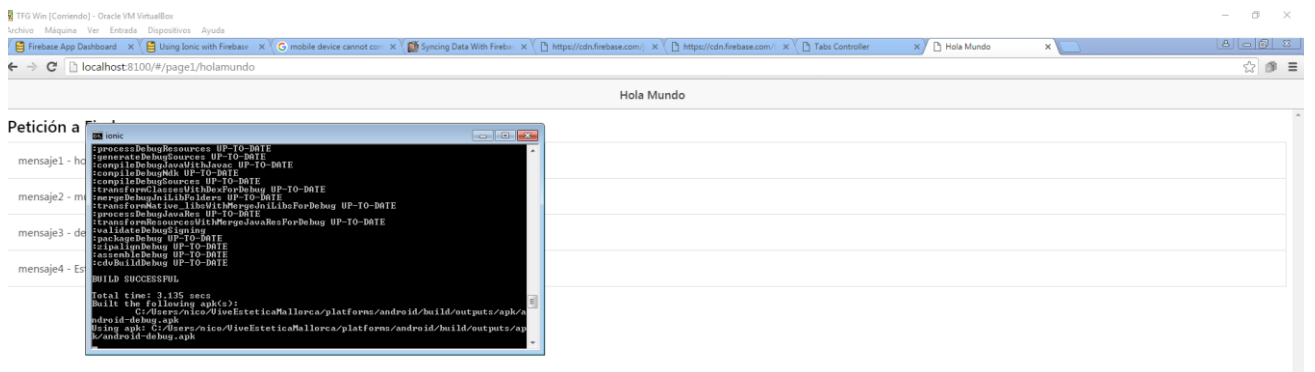 TFG Win [Corriendo] - Oracle VM VirtualBox
Archivo Máquina Ver Entrada Dispositivos Ayuda
Firebase App Dashboard
Using Ionic with Firebase
mobile device cannot con
Syncing Data With Fireba
https://cdn.firebase.com/
https://cdn.firebase.com/
Tabs Controller
Hola Mundo
localhost:8100/#/page1/holamundo
Hola Mundo
Petición a
ionic
:processDebugResources UP-TO-DATE
:generateDebugSources UP-TO-DATE
:compileDebugJavaWithJavac UP-TO-DATE
:compileDebugNdk UP-TO-DATE
:compileDebugSources UP-TO-DATE
:transformClassesWithDexForDebug UP-TO-DATE
:mergeDebugJniLibFolders UP-TO-DATE
:transformNative_libsWithMergeJniLibsForDebug UP-TO-DATE
:processDebugJavaRes UP-TO-DATE
:transformResourcesWithMergeJavaResForDebug UP-TO-DATE
:validateDebugSigning
:packageDebug UP-TO-DATE
:zipalignDebug UP-TO-DATE
:assembleDebug UP-TO-DATE
:cdvBuildDebug UP-TO-DATE
BUILD SUCCESSFUL
Total time: 3.135 secs
Built the following apk(s):
C:/Users/nico/ViveEsteticaMallorca/platforms/android/build/outputs/apk/a
ndroid-debug.apk
Using apk: C:/Users/nico/ViveEsteticaMallorca/platforms/android/build/outputs/ap
k/android-debug.apk
mensaje1 - ho
mensaje2 - mu
mensaje3 - de
mensaje4 - Es